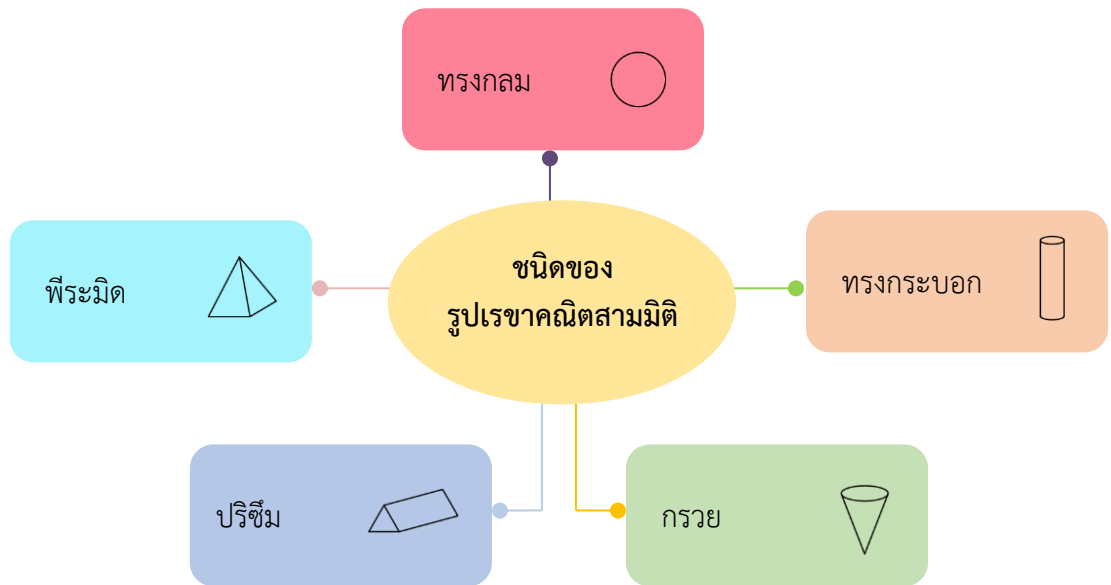 ทรงกลม
พีระมิด
ชนิดของ
รูปเรขาคณิตสามมิติ
ทรงกระบอก
ปริซึม
กรวย